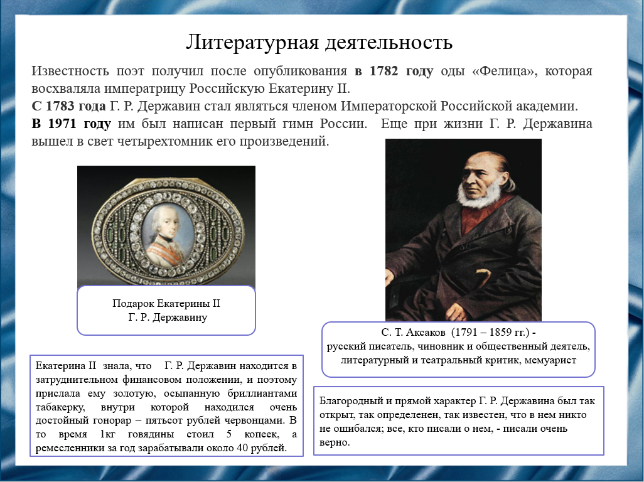 Литературная деятельность
Известность поэт получил после опубликования в 1782 году оды «Фелица», которая
восхваляла императрицу Российскую Екатерину II.
С 1783 года Г. Р. Державин стал являться членом Императорской Российской академии.
В 1971 году им был написан первый гимн России. Еще при жизни Г. Р. Державина
вышел в свет четырехтомник его произведений.
Подарок Екатерины II
Г. Р. Державину
С. Т. Аксаков (1791 – 1859 гг.) -
русский писатель, чиновник и общественный деятель,
литературный и театральный критик, мемуарист
Екатерина II знала, что Г. Р. Державин находится в
затруднительном финансовом положении, и поэтому
прислала ему золотую, осыпанную бриллиантами
табакерку, внутри которой находился очень
достойный гонорар – пятьсот рублей червонцами. В
то время 1кг говядины стоил 5 копеек, а
ремесленники за год зарабатывали около 40 рублей.
Благородный и прямой характер Г. Р. Державина был так
открыт, так определенен, так известен, что в нем никто
не ошибался; все, кто писали о нем, - писали очень
верно.